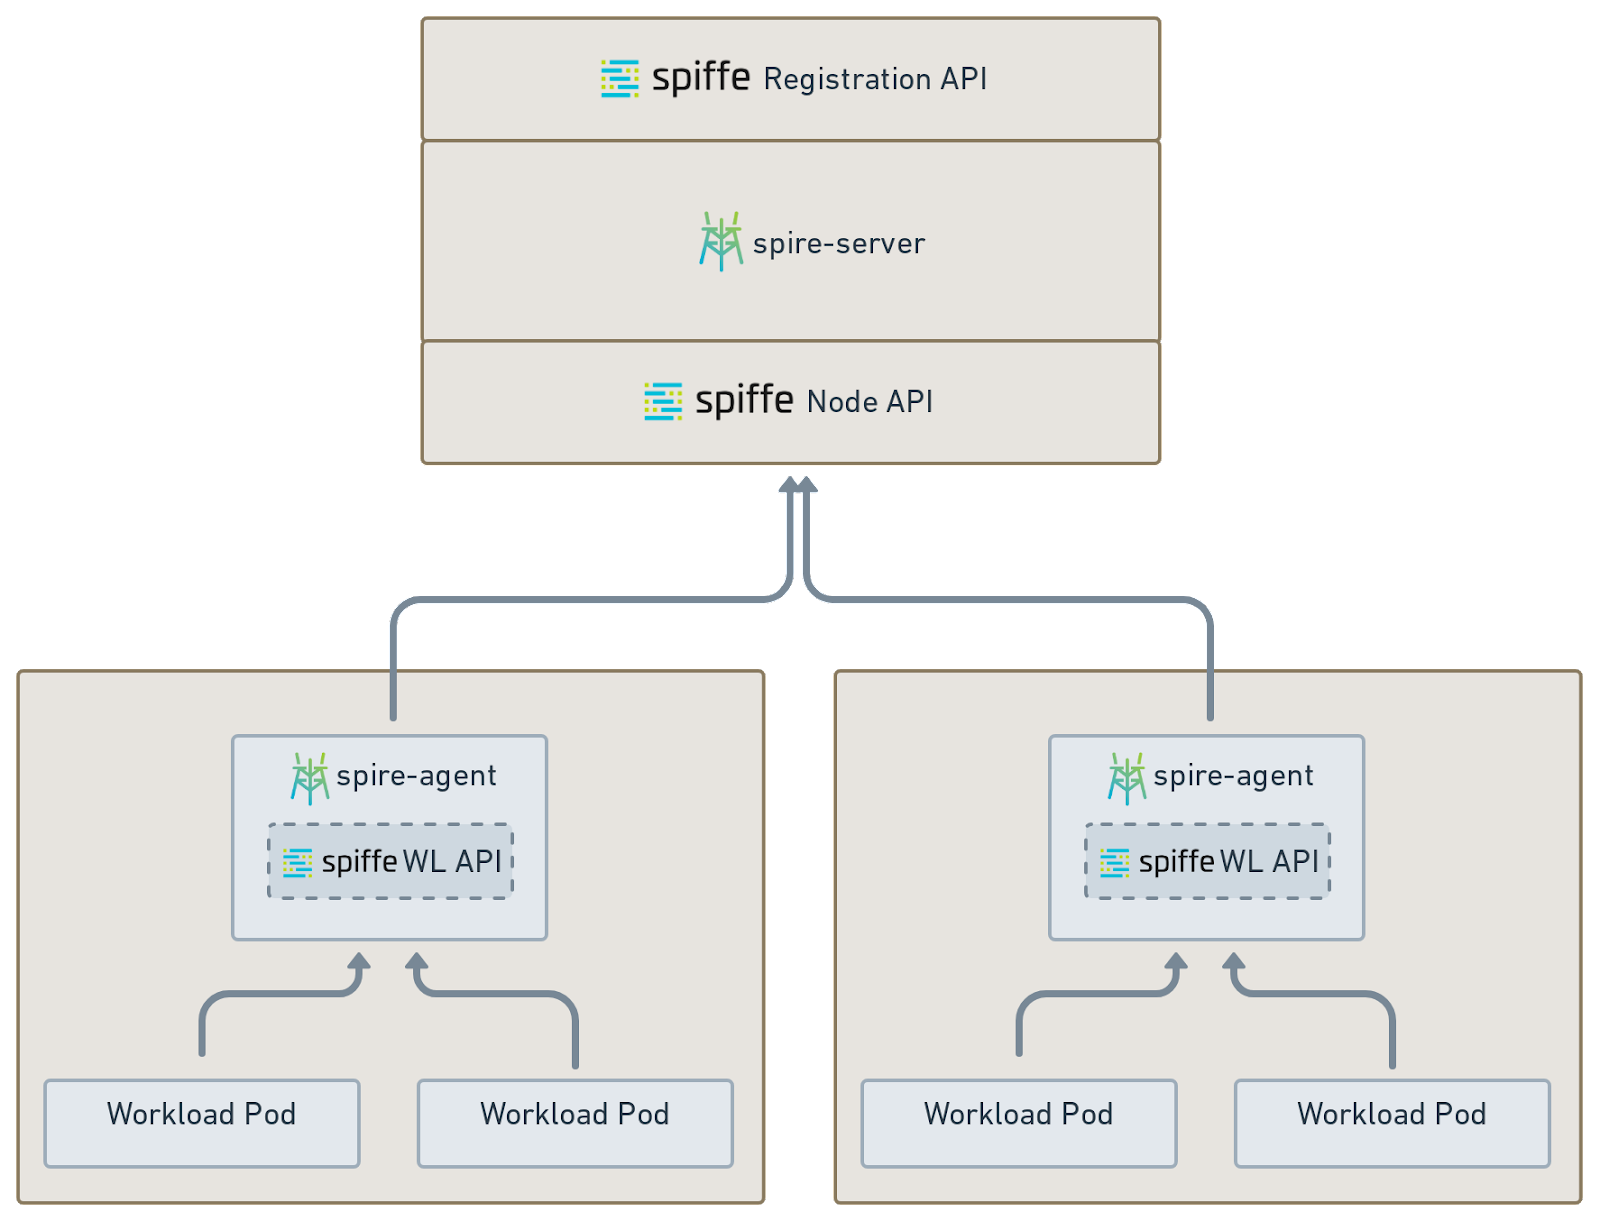 spiffe Registration API
spire-server
spiffe Node API
spire-agent
spiffe WL API
Workload Pod
Workload Pod
spire-agent
spiffe WL API
Workload Pod
Workload Pod